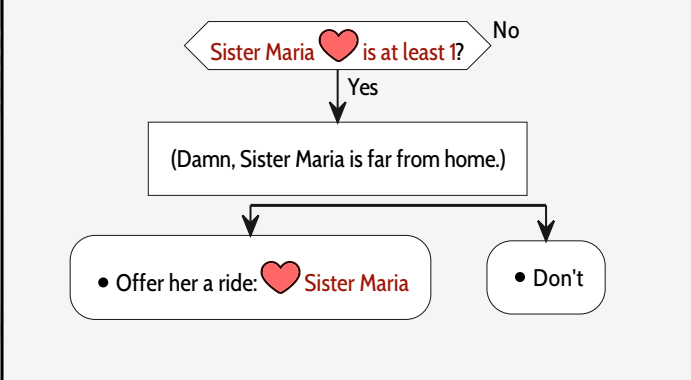 No
Sister Maria ❤ is at least 1?
Yes
(Damn, Sister Maria is far from home.)
• Offer her a ride: ❤ Sister Maria
• Don't